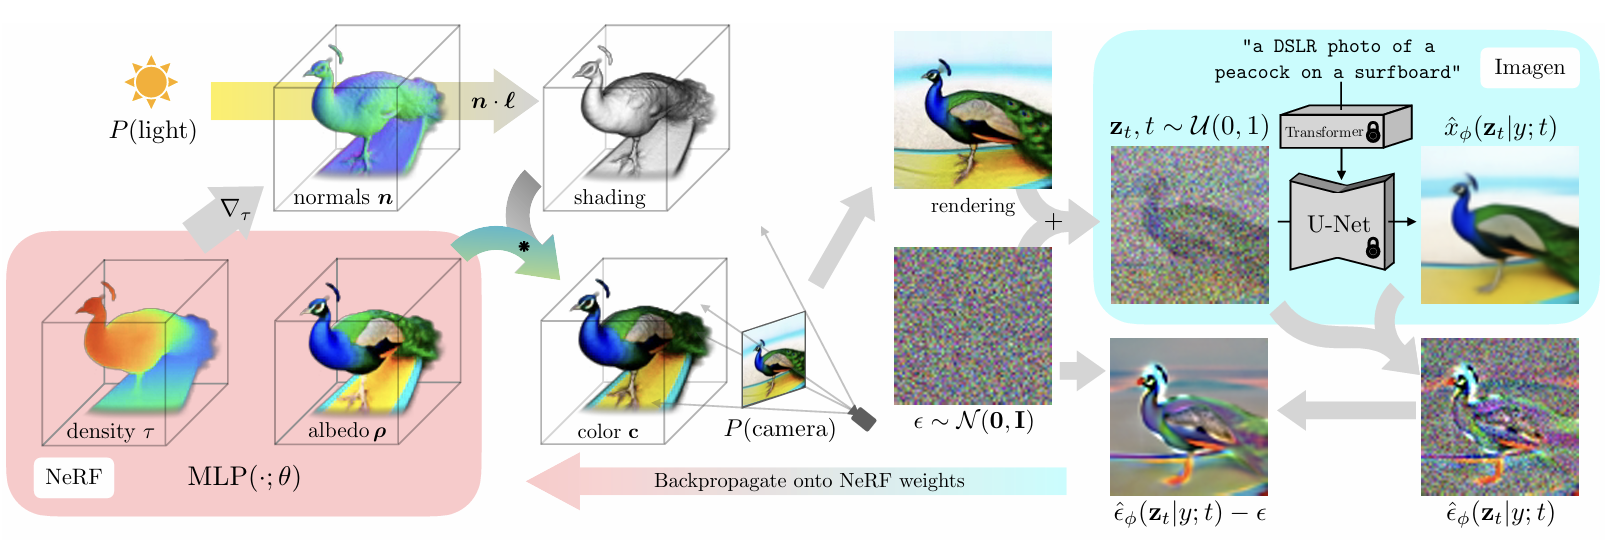 P(light)
∇τ
normals n
n · ℓ
shading
*
density τ
albedo ρ
NeRF
MLP(·; θ)
color c
P(camera)
rendering
+
ϵ ∼ 𝒩(0, I)
"a DSLR photo of a
peacock on a surfboard"
Imagen
z_t, t ∼ 𝒰(0, 1)
Transformer
x̂_ϕ(z_t|y; t)
U-Net
Backpropagate onto NeRF weights
ϵ̂_ϕ(z_t|y; t) − ϵ
ϵ̂_ϕ(z_t|y; t)